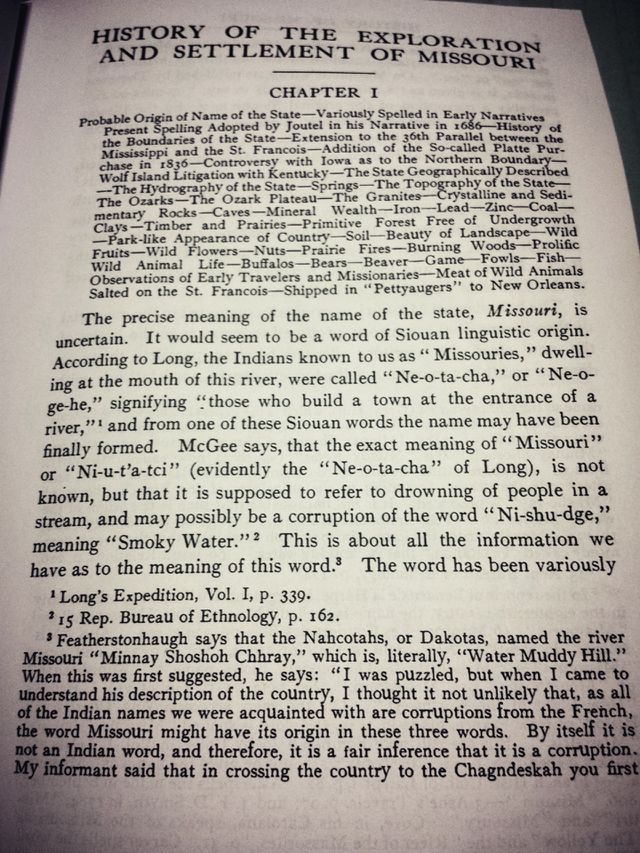 HISTORY OF THE EXPLORATION
AND SETTLEMENT OF MISSOURI
CHAPTER I
Probable Origin of Name of the State—Variously Spelled in Early Narratives
Present Spelling Adopted by Joutel in his Narrative in 1686—History of
the Boundaries of the State—Extension to the 36th Parallel between the
Mississippi and the St. Francois—Addition of the So-called Platte Pur-
chase in 1836—Controversy with Iowa as to the Northern Boundary—
Wolf Island Litigation with Kentucky—The State Geographically Described
—The Hydrography of the State—Springs—The Topography of the State—
The Ozarks—The Ozark Plateau—The Granites—Crystalline and Sedi-
mentary Rocks—Caves—Mineral Wealth—Iron—Lead—Zinc—Coal—
Clays—Timber and Prairies—Primitive Forest Free of Undergrowth
—Park-like Appearance of Country—Soil—Beauty of Landscape—Wild
Fruits—Wild Flowers—Nuts—Prairie Fires—Burning Woods—Prolific
Wild Animal Life—Buffalos—Bears—Beaver—Game—Fowls—Fish—
Observations of Early Travelers and Missionaries—Meat of Wild Animals
Salted on the St. Francois—Shipped in "Pettyaugers" to New Orleans.
The precise meaning of the name of the state, Missouri, is
uncertain. It would seem to be a word of Siouan linguistic origin.
According to Long, the Indians known to us as "Missouries," dwell-
ing at the mouth of this river, were called "Ne-o-ta-cha," or "Ne-o-
ge-he," signifying "those who build a town at the entrance of a
river,"¹ and from one of these Siouan words the name may have been
finally formed. McGee says, that the exact meaning of "Missouri"
or "Ni-u-t'a-tci" (evidently the "Ne-o-ta-cha" of Long), is not
known, but that it is supposed to refer to drowning of people in a
stream, and may possibly be a corruption of the word "Ni-shu-dge,"
meaning "Smoky Water."² This is about all the information we
have as to the meaning of this word.³ The word has been variously
¹ Long's Expedition, Vol. I, p. 339.
² 15 Rep. Bureau of Ethnology, p. 162.
³ Featherstonhaugh says that the Nahcotahs, or Dakotas, named the river
Missouri "Minnay Shoshoh Chhray," which is, literally, "Water Muddy Hill."
When this was first suggested, he says: "I was puzzled, but when I came to
understand his description of the country, I thought it not unlikely that, as all
of the Indian names we were acquainted with are corruptions from the French,
the word Missouri might have its origin in these three words. By itself it is
not an Indian word, and therefore, it is a fair inference that it is a corruption.
My informant said that in crossing the country to the Chagndeskah you first